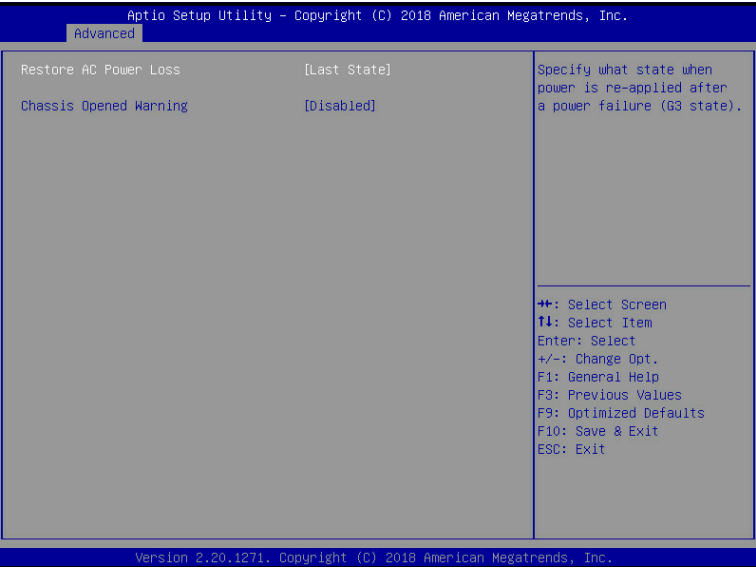 Aptio Setup Utility – Copyright (C) 2018 American Megatrends, Inc.
Advanced
Restore AC Power Loss [Last State]
Chassis Opened Warning [Disabled]
Specify what state when
power is re-applied after
a power failure (G3 state).
→←: Select Screen
↑↓: Select Item
Enter: Select
+/-: Change Opt.
F1: General Help
F3: Previous Values
F9: Optimized Defaults
F10: Save & Exit
ESC: Exit
Version 2.20.1271. Copyright (C) 2018 American Megatrends, Inc.